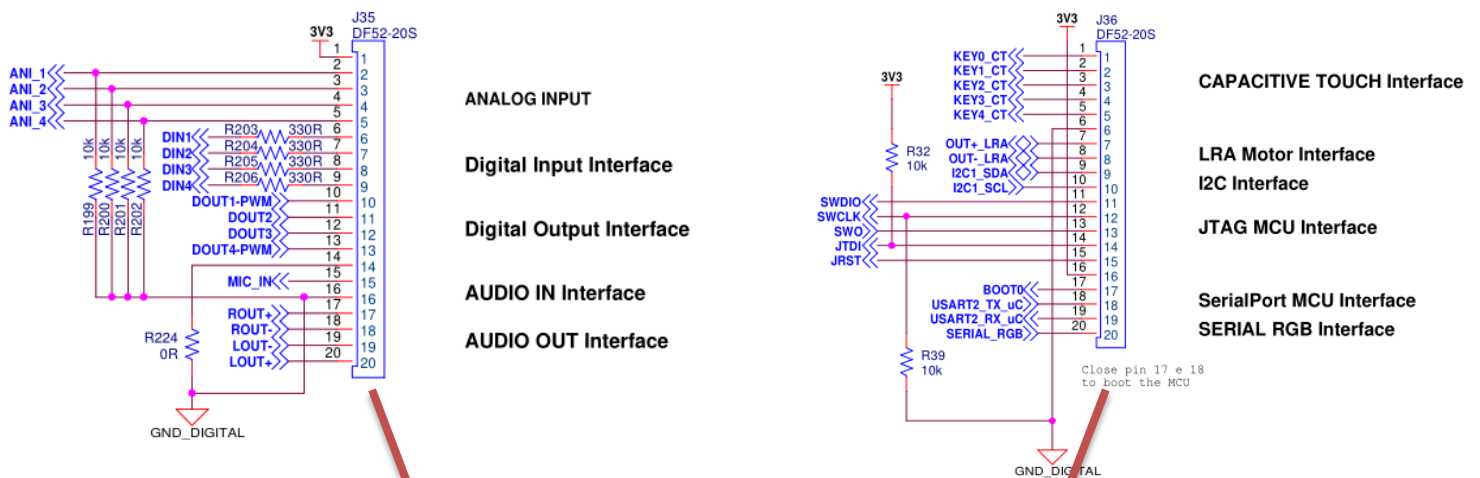 J35
DF52-20S
3V3
1 1
ANI_1 2 2
ANI_2 3 3
ANI_3 4 4
ANI_4 5 5
ANALOG INPUT
10k 10k 10k 10k
R199 R200 R201 R202
DIN1 R203 330R 6 6
DIN2 R204 330R 7 7
DIN3 R205 330R 8 8
DIN4 R206 330R 9 9
Digital Input Interface
DOUT1-PWM 10 10
DOUT2 11 11
DOUT3 12 12
DOUT4-PWM 13 13
Digital Output Interface
14 14
MIC_IN 15 15
16 16
AUDIO IN Interface
ROUT+ 17 17
ROUT- 18 18
LOUT- 19 19
LOUT+ 20 20
AUDIO OUT Interface
R224
0R
GND_DIGITAL
J36
DF52-20S
3V3
KEY0_CT 1 1
KEY1_CT 2 2
KEY2_CT 3 3
KEY3_CT 4 4
KEY4_CT 5 5
CAPACITIVE TOUCH Interface
6 6
3V3
R32
10k
OUT+_LRA 7 7
OUT-_LRA 8 8
LRA Motor Interface
I2C1_SDA 9 9
I2C1_SCL 10 10
I2C Interface
SWDIO 11 11
SWCLK 12 12
SWO 13 13
JTDI 14 14
JRST 15 15
JTAG MCU Interface
16 16
BOOT0 17 17
USART2_TX_uC 18 18
USART2_RX_uC 19 19
SerialPort MCU Interface
SERIAL_RGB 20 20
SERIAL RGB Interface
R39
10k
Close pin 17 e 18
to boot the MCU
GND_DIGITAL